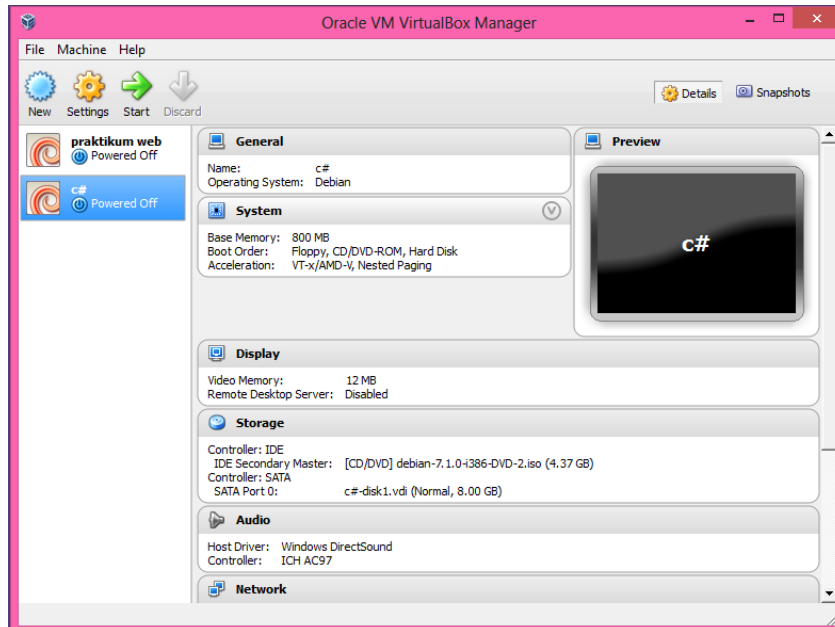 Oracle VM VirtualBox Manager
File Machine Help
New Settings Start Discard
Details Snapshots
praktikum web
Powered Off
c#
Powered Off
General
Name: c#
Operating System: Debian
System
Base Memory: 800 MB
Boot Order: Floppy, CD/DVD-ROM, Hard Disk
Acceleration: VT-x/AMD-V, Nested Paging
Preview
c#
Display
Video Memory: 12 MB
Remote Desktop Server: Disabled
Storage
Controller: IDE
IDE Secondary Master: [CD/DVD] debian-7.1.0-i386-DVD-2.iso (4.37 GB)
Controller: SATA
SATA Port 0: c#-disk1.vdi (Normal, 8.00 GB)
Audio
Host Driver: Windows DirectSound
Controller: ICH AC97
Network